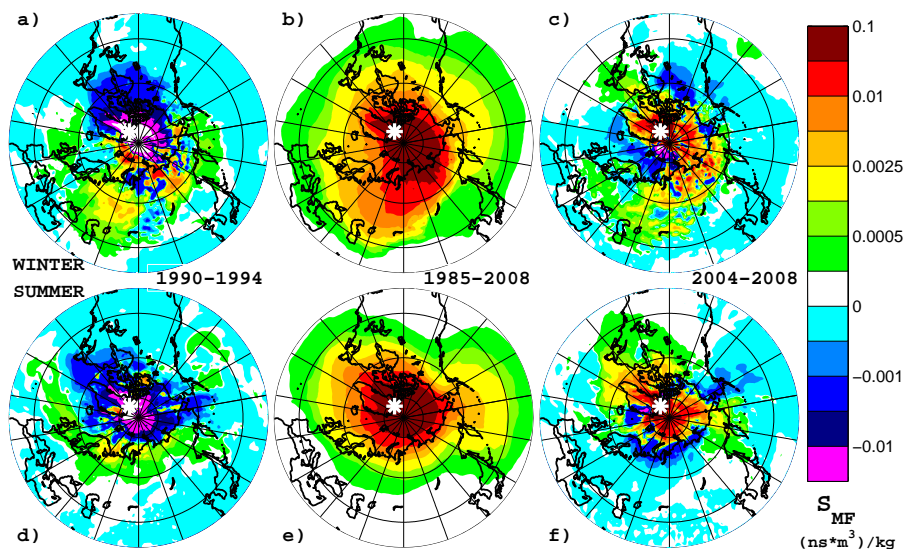 a)
b)
c)
0.1
0.01
0.0025
0.0005
WINTER
1990−1994
1985−2008
2004−2008
SUMMER
0
−0.001
−0.01
d)
e)
f)
S MF
(ns*m³)/kg